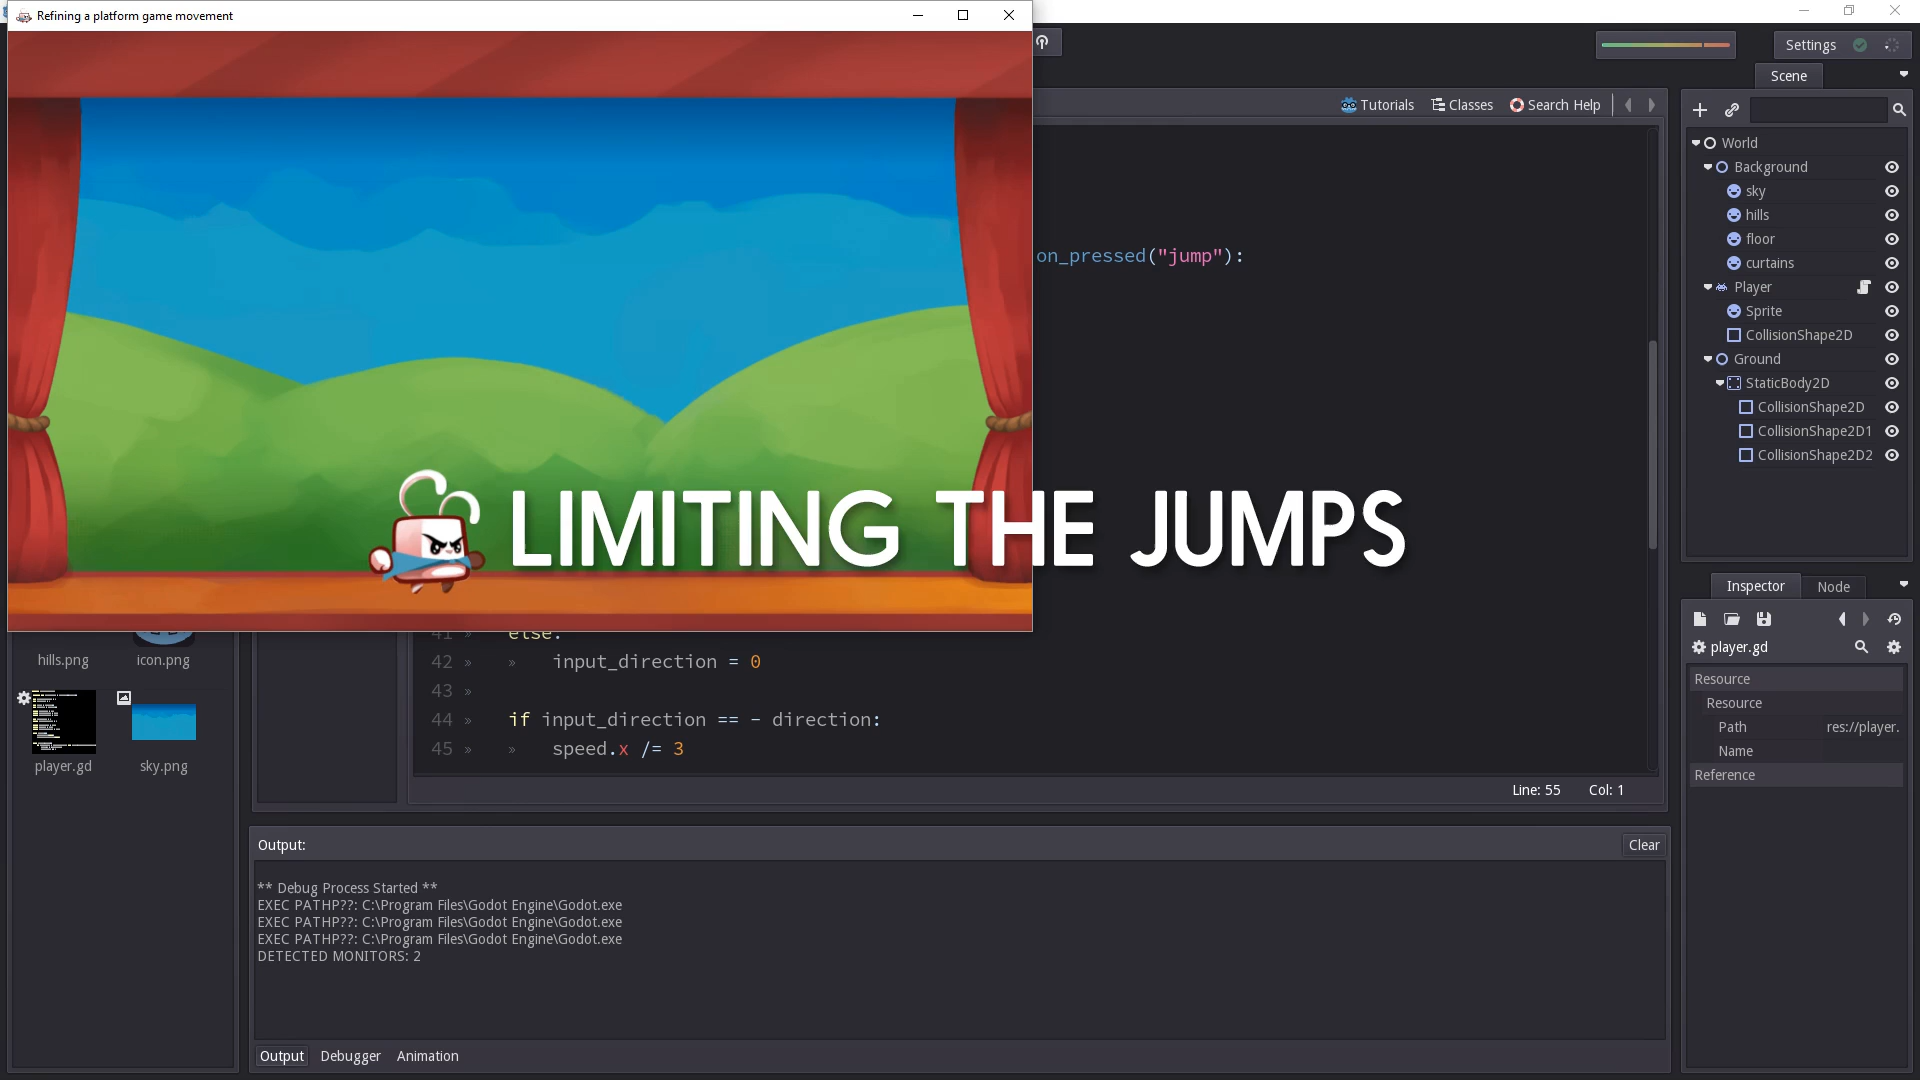 Refining a platform game movement
Settings
Scene
Tutorials
Classes
Search Help
World
Background
sky
hills
floor
curtains
Player
Sprite
CollisionShape2D
Ground
StaticBody2D
CollisionShape2D
CollisionShape2D1
CollisionShape2D2
on_pressed("jump"):
LIMITING THE JUMPS
41 else:
42 input_direction = 0
43
44 if input_direction == - direction:
45 speed.x /= 3
Line: 55 Col: 1
hills.png
icon.png
player.gd
sky.png
Inspector
Node
player.gd
Resource
Resource
Path res://player.
Name
Reference
Output:
Clear
** Debug Process Started **
EXEC PATHP??: C:\Program Files\Godot Engine\Godot.exe
EXEC PATHP??: C:\Program Files\Godot Engine\Godot.exe
EXEC PATHP??: C:\Program Files\Godot Engine\Godot.exe
DETECTED MONITORS: 2
Output
Debugger
Animation